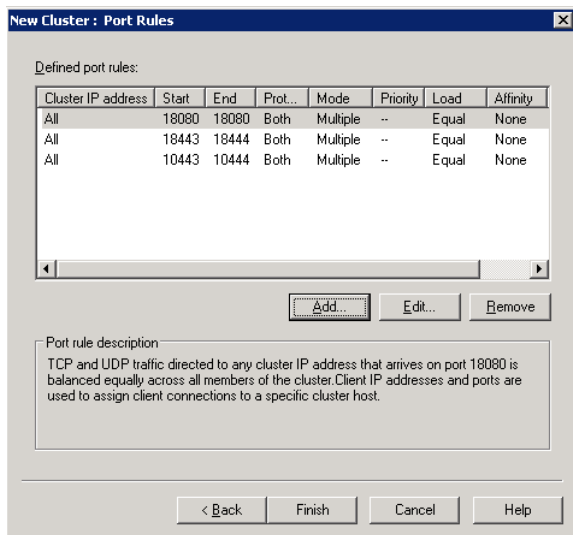 New Cluster : Port Rules
Defined port rules:
Cluster IP address Start End Prot... Mode Priority Load Affinity
All 18080 18080 Both Multiple -- Equal None
All 18443 18444 Both Multiple -- Equal None
All 10443 10444 Both Multiple -- Equal None
Add... Edit... Remove
Port rule description
TCP and UDP traffic directed to any cluster IP address that arrives on port 18080 is
balanced equally across all members of the cluster.Client IP addresses and ports are
used to assign client connections to a specific cluster host.
< Back Finish Cancel Help